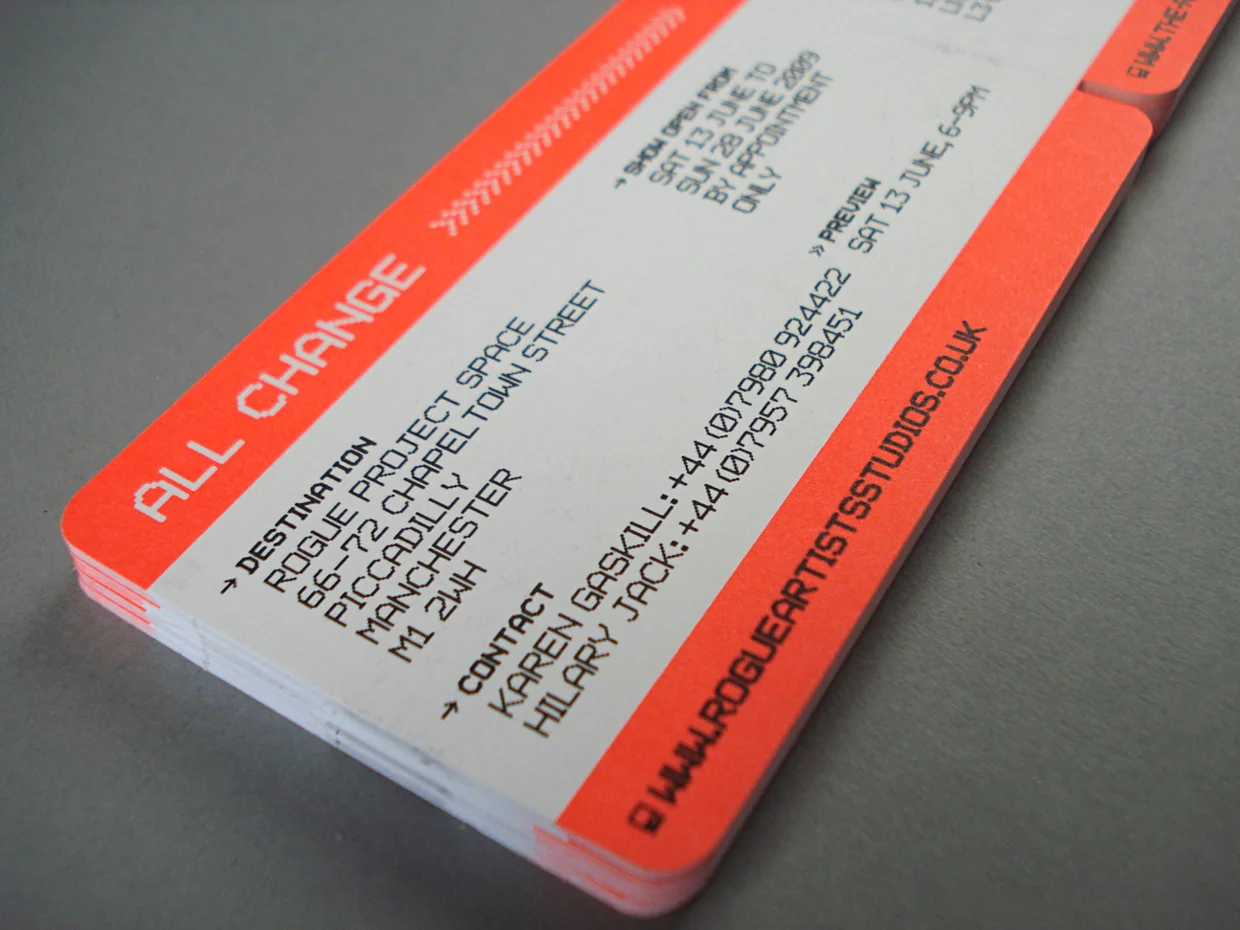 ALL CHANGE >>>>>>>>>>>>>>>>>>>>
→ DESTINATION
ROGUE PROJECT SPACE
66-72 CHAPELTOWN STREET
PICCADILLY
MANCHESTER
M1 2WH
→ SHOW OPEN FROM
SAT 13 JUNE TO
SUN 28 JUNE 2009
BY APPOINTMENT
ONLY
→ CONTACT
KAREN GASKILL: +44 (0)7980 924422
HILARY JACK: +44 (0)7957 398451
» PREVIEW
SAT 13 JUNE, 6-9PM
WWW.ROGUEARTISTSSTUDIOS.CO.UK
WWW.THE-